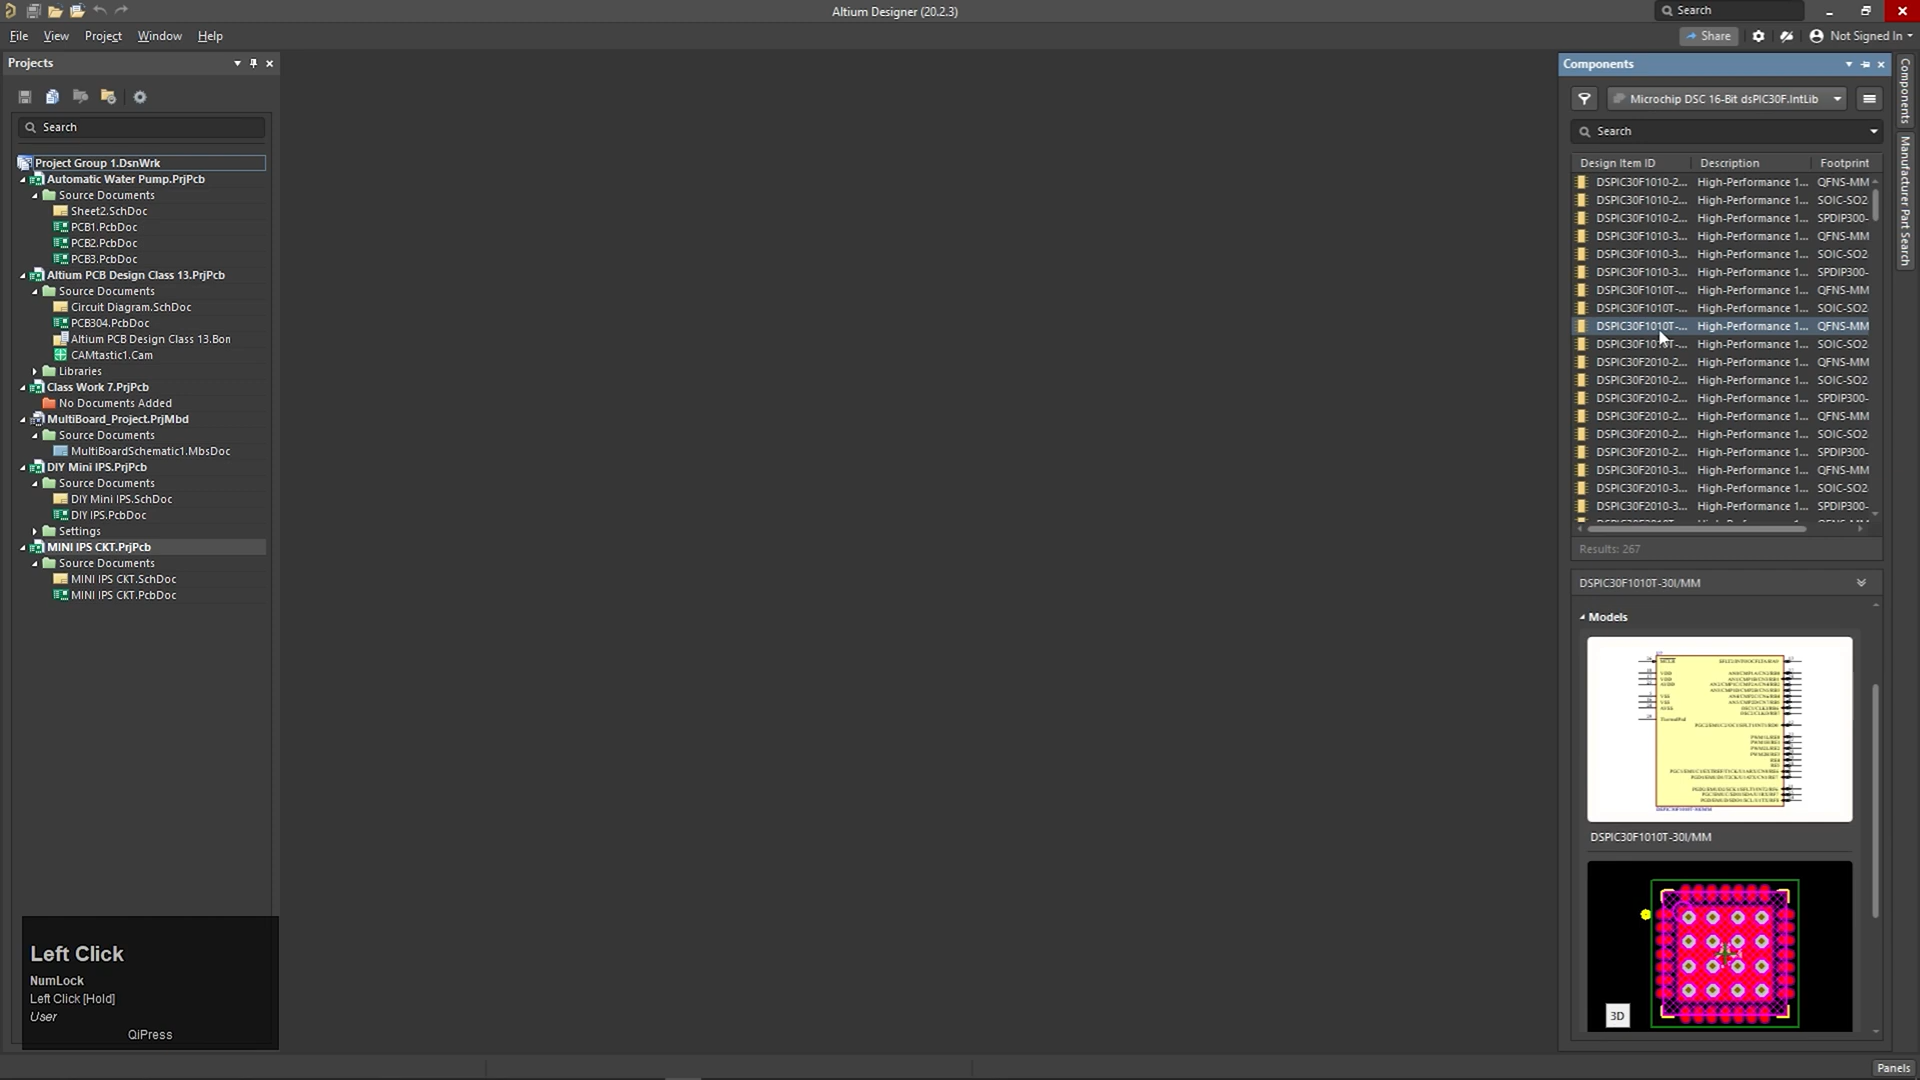 Altium Designer (20.2.3)
Search
File View Project Window Help
Share
Not Signed In
Projects
Search
Project Group 1.DsnWrk
Automatic Water Pump.PrjPcb
Source Documents
Sheet2.SchDoc
PCB1.PcbDoc
PCB2.PcbDoc
PCB3.PcbDoc
Altium PCB Design Class 13.PrjPcb
Source Documents
Circuit Diagram.SchDoc
PCB304.PcbDoc
Altium PCB Design Class 13.Bon
CAMtastic1.Cam
Libraries
Class Work 7.PrjPcb
No Documents Added
MultiBoard_Project.PrjMbd
Source Documents
MultiBoardSchematic1.MbsDoc
DIY Mini IPS.PrjPcb
Source Documents
DIY Mini IPS.SchDoc
DIY IPS.PcbDoc
Settings
MINI IPS CKT.PrjPcb
Source Documents
MINI IPS CKT.SchDoc
MINI IPS CKT.PcbDoc
Left Click
NumLock
Left Click [Hold]
User
QiPress
Components
Microchip DSC 16-Bit dsPIC30F.IntLib
Search
Design Item ID Description Footprint
DSPIC30F1010-2... High-Performance 1... QFNS-MM
DSPIC30F1010-2... High-Performance 1... SOIC-SO2
DSPIC30F1010-2... High-Performance 1... SPDIP300-
DSPIC30F1010-3... High-Performance 1... QFNS-MM
DSPIC30F1010-3... High-Performance 1... SOIC-SO2
DSPIC30F1010-3... High-Performance 1... SPDIP300-
DSPIC30F1010T-... High-Performance 1... QFNS-MM
DSPIC30F1010T-... High-Performance 1... SOIC-SO2
DSPIC30F1010T-... High-Performance 1... QFNS-MM
DSPIC30F1010T-... High-Performance 1... SOIC-SO2
DSPIC30F2010-2... High-Performance 1... QFNS-MM
DSPIC30F2010-2... High-Performance 1... SOIC-SO2
DSPIC30F2010-2... High-Performance 1... SPDIP300-
DSPIC30F2010-2... High-Performance 1... QFNS-MM
DSPIC30F2010-2... High-Performance 1... SOIC-SO2
DSPIC30F2010-2... High-Performance 1... SPDIP300-
DSPIC30F2010-3... High-Performance 1... QFNS-MM
DSPIC30F2010-3... High-Performance 1... SOIC-SO2
DSPIC30F2010-3... High-Performance 1... SPDIP300-
Results: 267
DSPIC30F1010T-30I/MM
Models
DSPIC30F1010T-30I/MM
3D
Components
Manufacturer Part Search
Panels